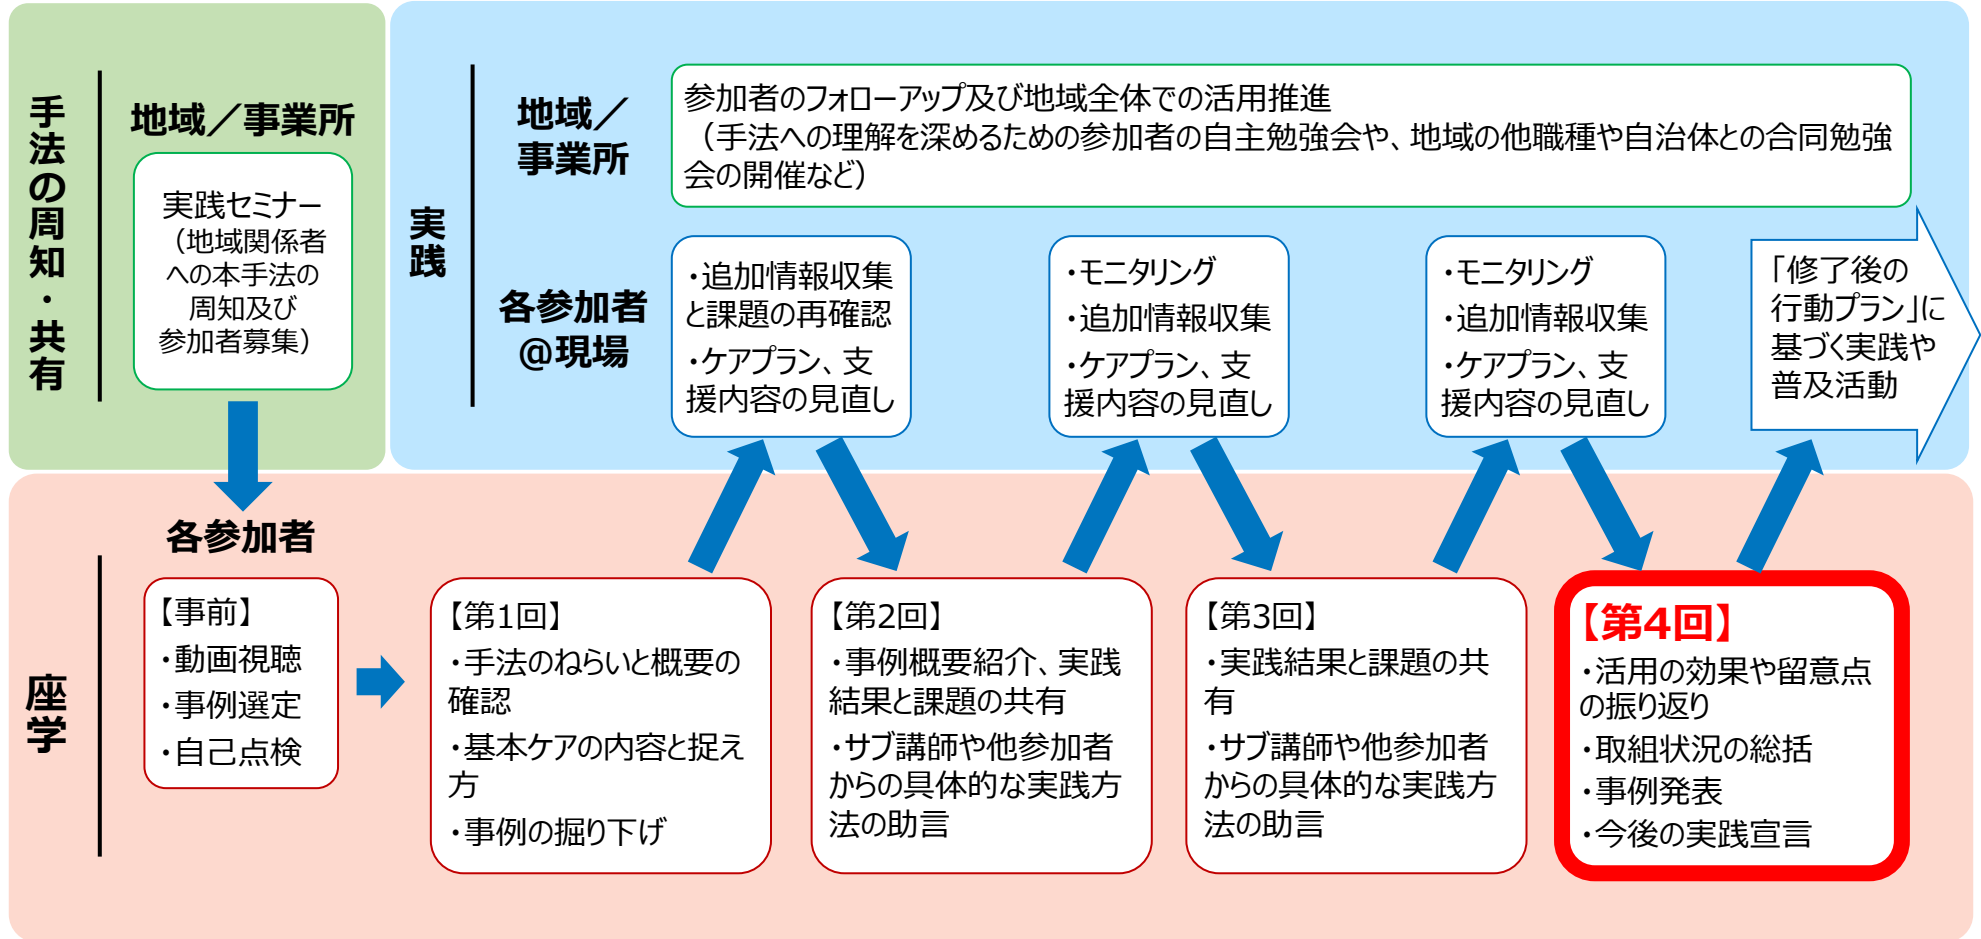 手法の周知・共有
地域／事業所
実践セミナー
（地域関係者
への本手法の
周知及び
参加者募集）
実践
地域／
事業所
参加者のフォローアップ及び地域全体での活用推進
（手法への理解を深めるための参加者の自主勉強会や、地域の他職種や自治体との合同勉強
会の開催など）
各参加者
@現場
・追加情報収集
と課題の再確認
・ケアプラン、支
援内容の見直し
・モニタリング
・追加情報収集
・ケアプラン、支
援内容の見直し
・モニタリング
・追加情報収集
・ケアプラン、支
援内容の見直し
「修了後の
行動プラン」に
基づく実践や
普及活動
座学
各参加者
【事前】
・動画視聴
・事例選定
・自己点検
【第1回】
・手法のねらいと概要の
確認
・基本ケアの内容と捉え
方
・事例の掘り下げ
【第2回】
・事例概要紹介、実践
結果と課題の共有
・サブ講師や他参加者
からの具体的な実践方
法の助言
【第3回】
・実践結果と課題の共
有
・サブ講師や他参加者
からの具体的な実践方
法の助言
【第4回】
・活用の効果や留意点
の振り返り
・取組状況の総括
・事例発表
・今後の実践宣言